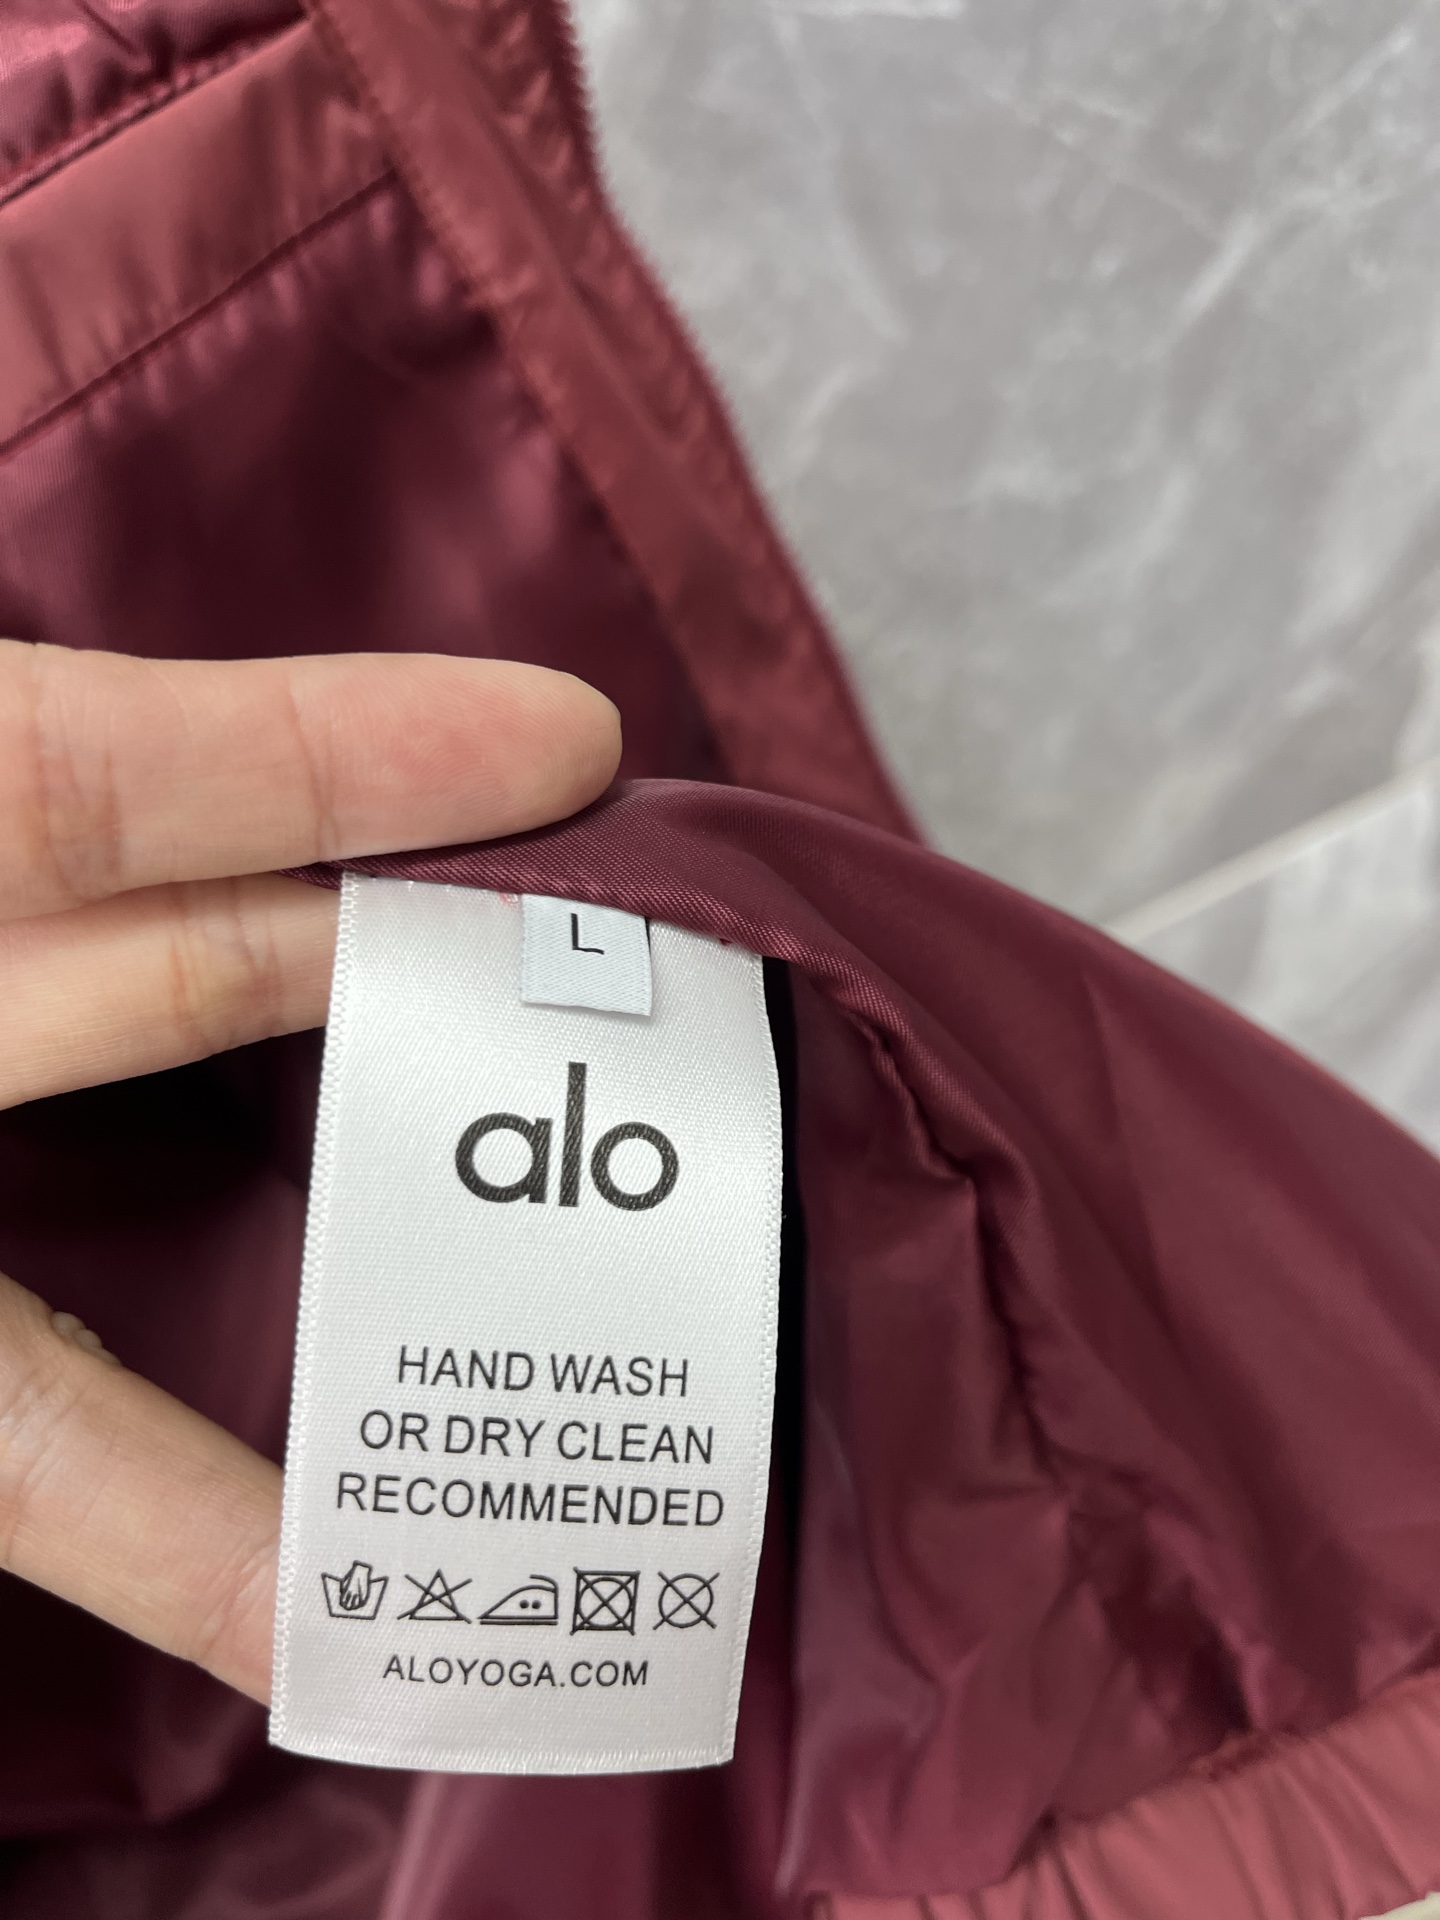 L
alo
HAND WASH
OR DRY CLEAN
RECOMMENDED
ALOYOGA.COM